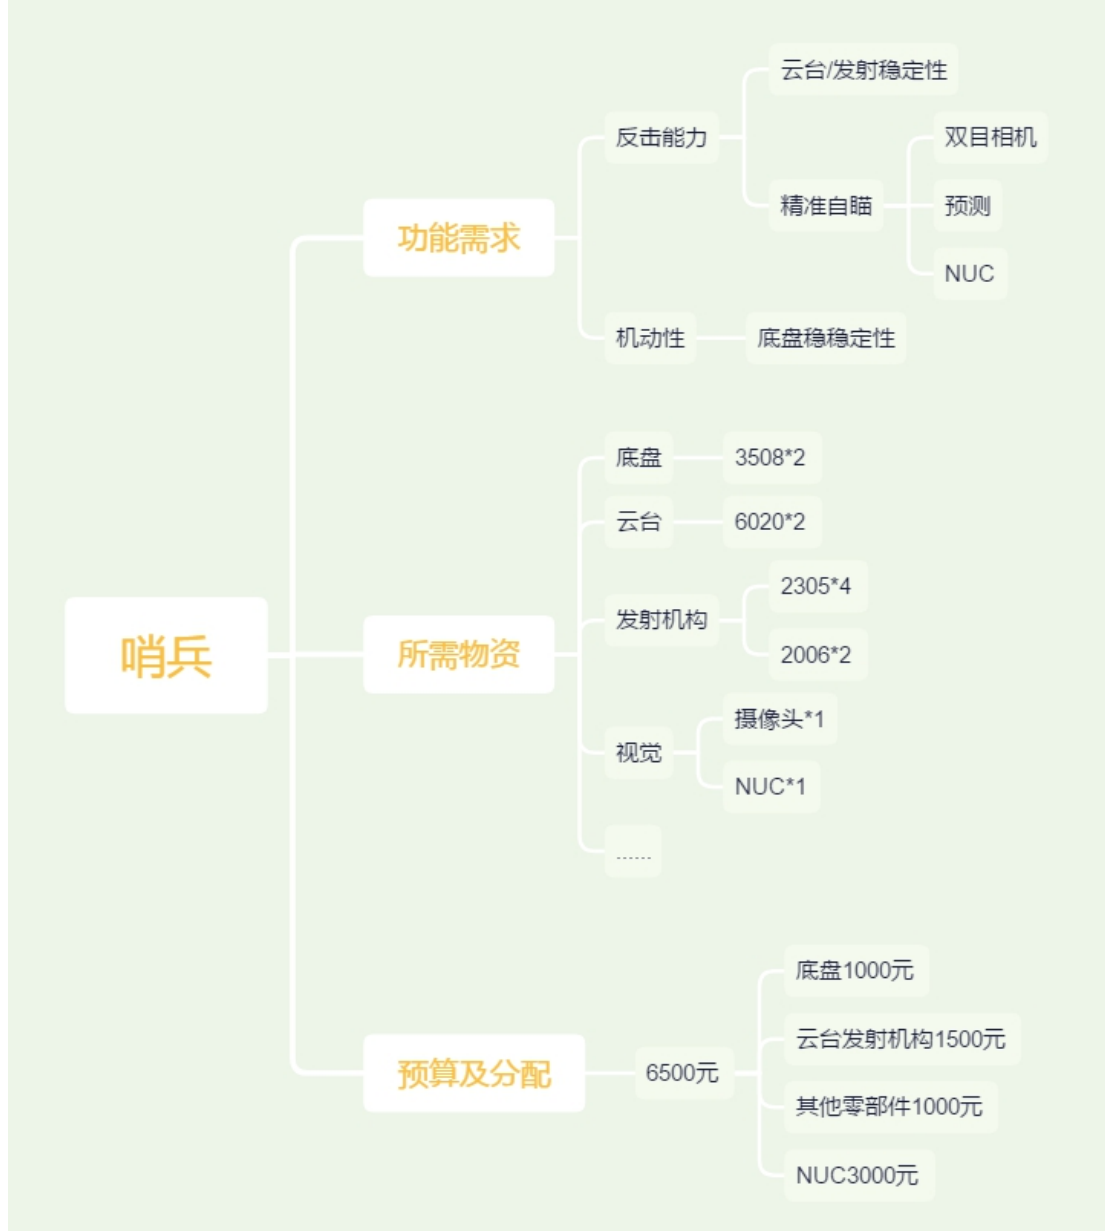 哨兵
功能需求
反击能力
云台/发射稳定性
精准自瞄
双目相机
预测
NUC
机动性
底盘稳稳定性
所需物资
底盘
3508*2
云台
6020*2
发射机构
2305*4
2006*2
视觉
摄像头*1
NUC*1
......
预算及分配
6500元
底盘1000元
云台发射机构1500元
其他零部件1000元
NUC3000元